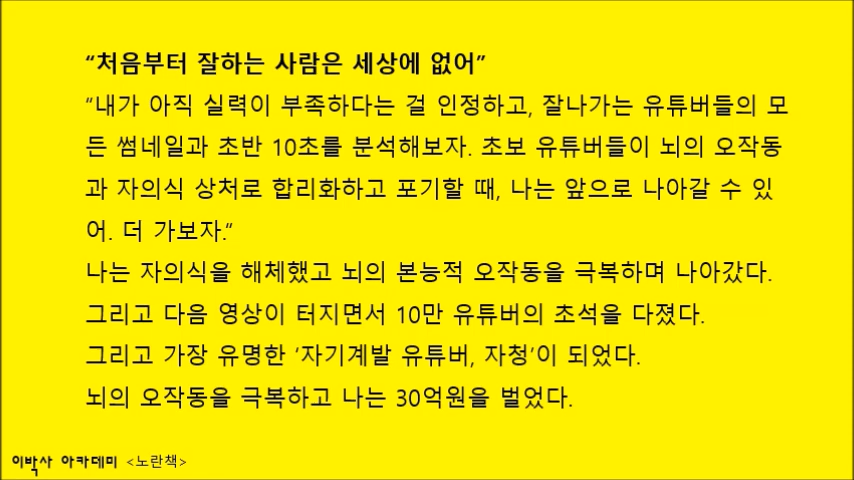 “처음부터 잘하는 사람은 세상에 없어”
“내가 아직 실력이 부족하다는 걸 인정하고, 잘나가는 유튜버들의 모
든 썸네일과 초반 10초를 분석해보자. 초보 유튜버들이 뇌의 오작동
과 자의식 상처로 합리화하고 포기할 때, 나는 앞으로 나아갈 수 있
어. 더 가보자.“
나는 자의식을 해체했고 뇌의 본능적 오작동을 극복하며 나아갔다.
그리고 다음 영상이 터지면서 10만 유튜버의 초석을 다졌다.
그리고 가장 유명한 ‘자기계발 유튜버, 자청’이 되었다.
뇌의 오작동을 극복하고 나는 30억원을 벌었다.
이박사 아카데미 <노란책>